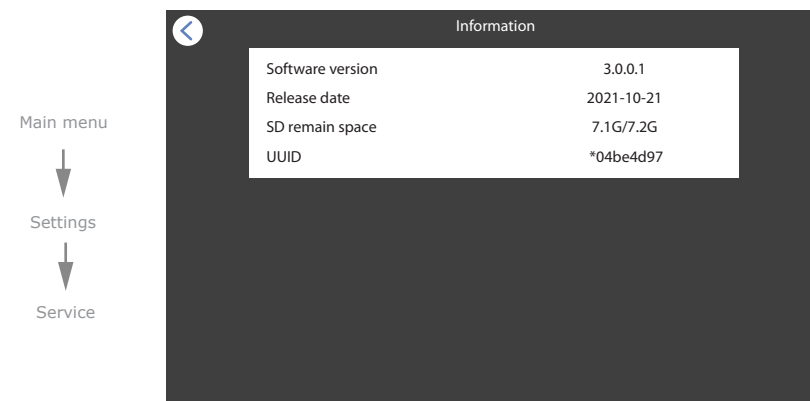 Main menu
Settings
Service
Information
Software version 3.0.0.1
Release date 2021-10-21
SD remain space 7.1G/7.2G
UUID *04be4d97